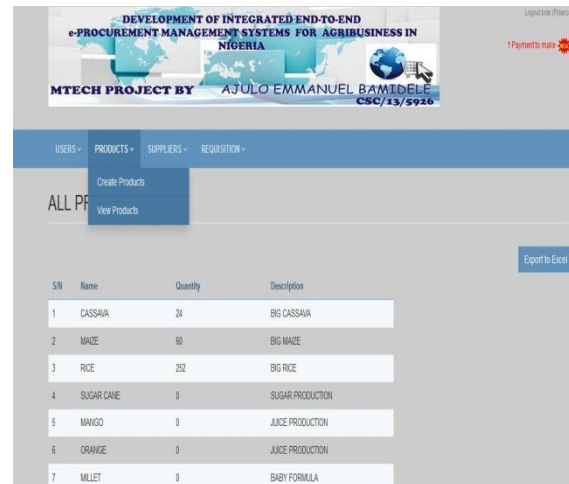 DEVELOPMENT OF INTEGRATED END-TO-END
e-PROCUREMENT MANAGEMENT SYSTEMS FOR AGRIBUSINESS IN
NIGERIA
MTECH PROJECT BY AJULO EMMANUEL BAMIDELE
CSC/13/5926
Logout
1 Payment to make
USERS PRODUCTS SUPPLIERS REQUISITION
Create Products
View Products
ALL
Export to Excel
S/N Name Quantity Description
1 CASSAVA 24 BIG CASSAVA
2 MAIZE 60 BIG MAIZE
3 RICE 252 BIG RICE
4 SUGAR CANE 0 SUGAR PRODUCTION
5 MANGO 0 JUICE PRODUCTION
6 ORANGE 0 JUICE PRODUCTION
7 MILLET 0 BABY FORMULA